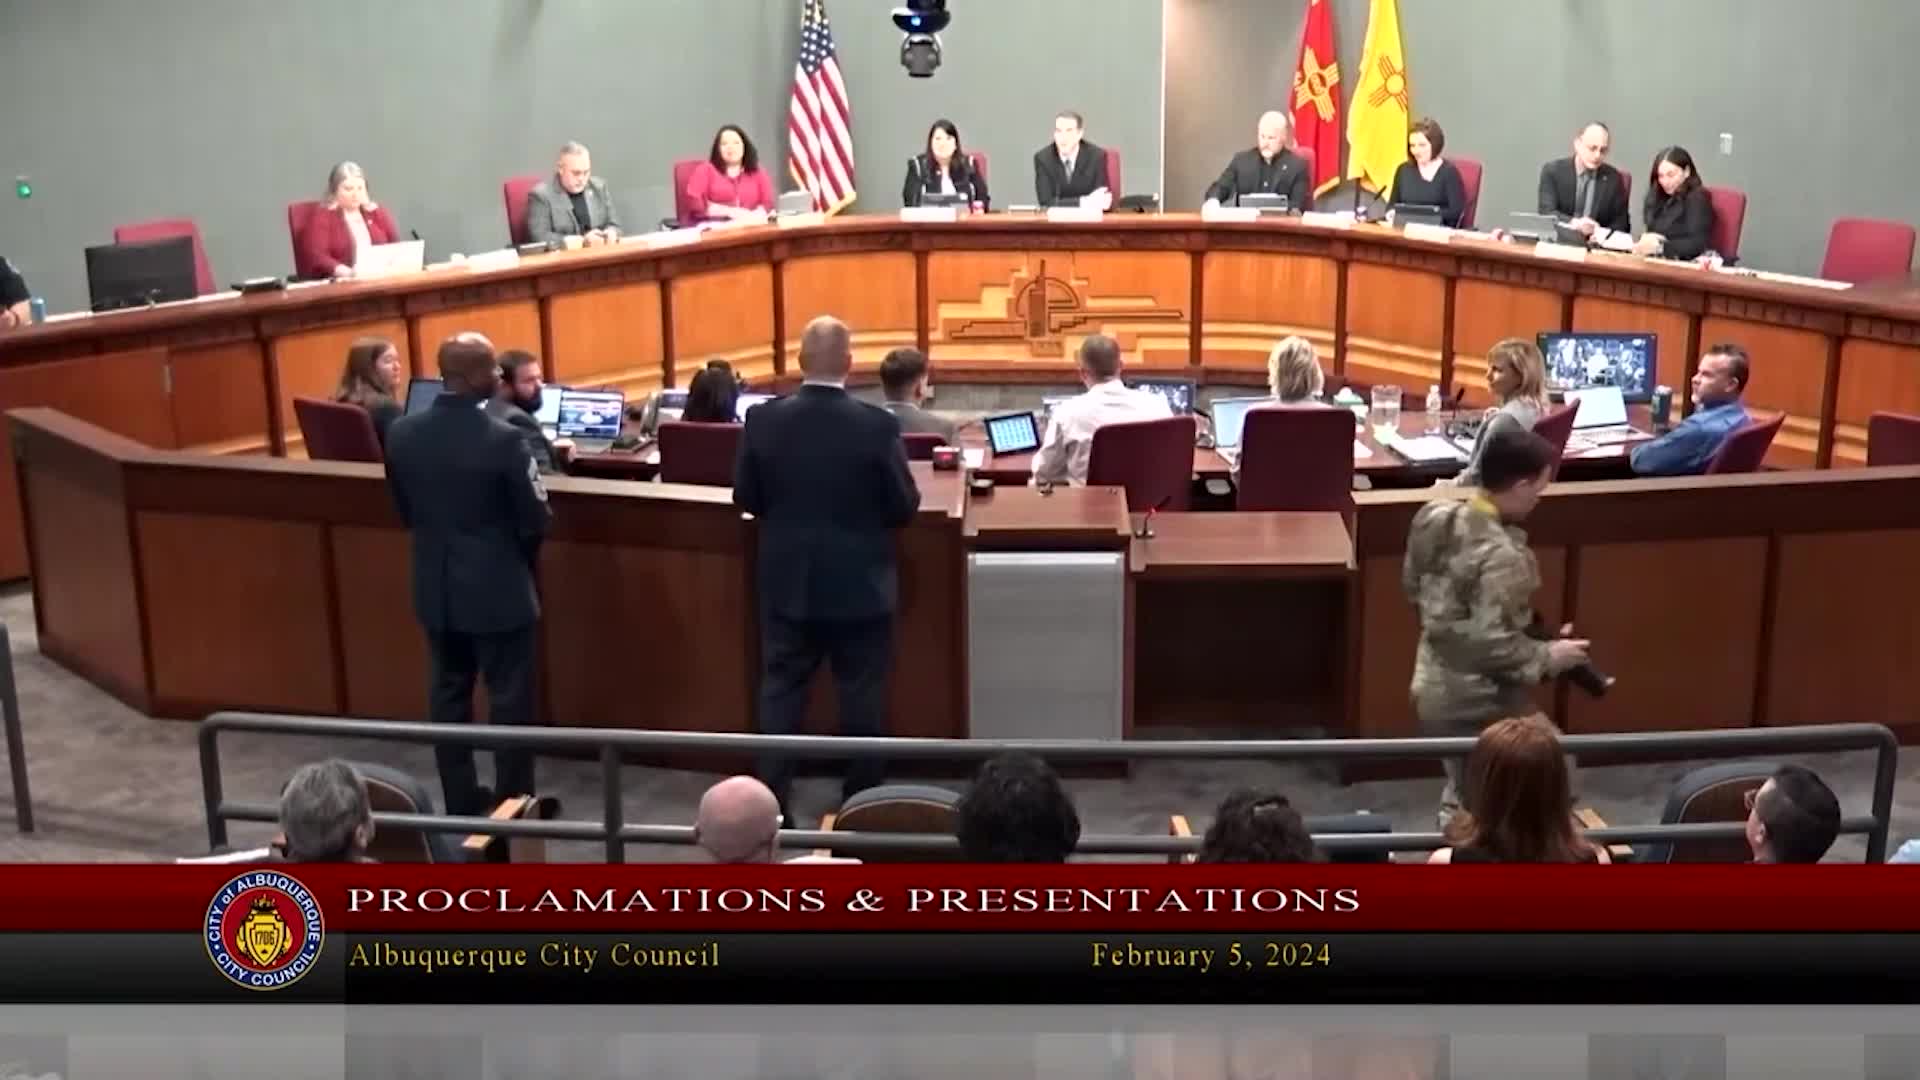 PROCLAMATIONS & PRESENTATIONS
Albuquerque City Council
February 5, 2024
CITY of ALBUQUERQUE
1706
CITY COUNCIL